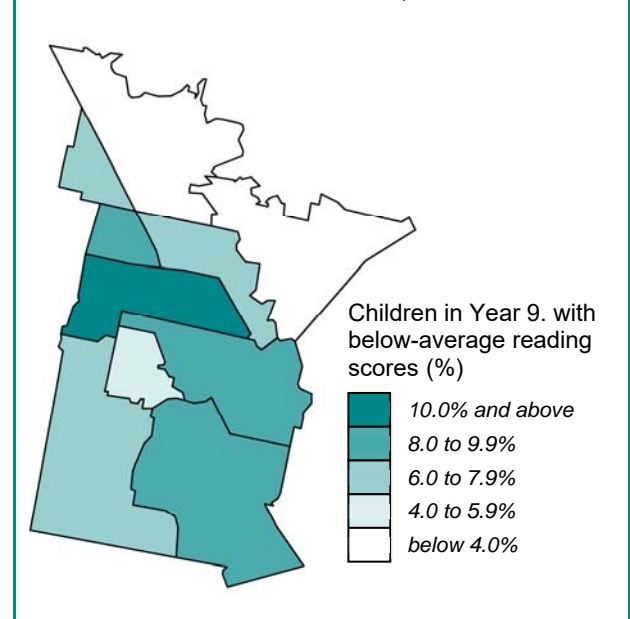 Children in Year 9. with
below-average reading
scores (%)
10.0% and above
8.0 to 9.9%
6.0 to 7.9%
4.0 to 5.9%
below 4.0%